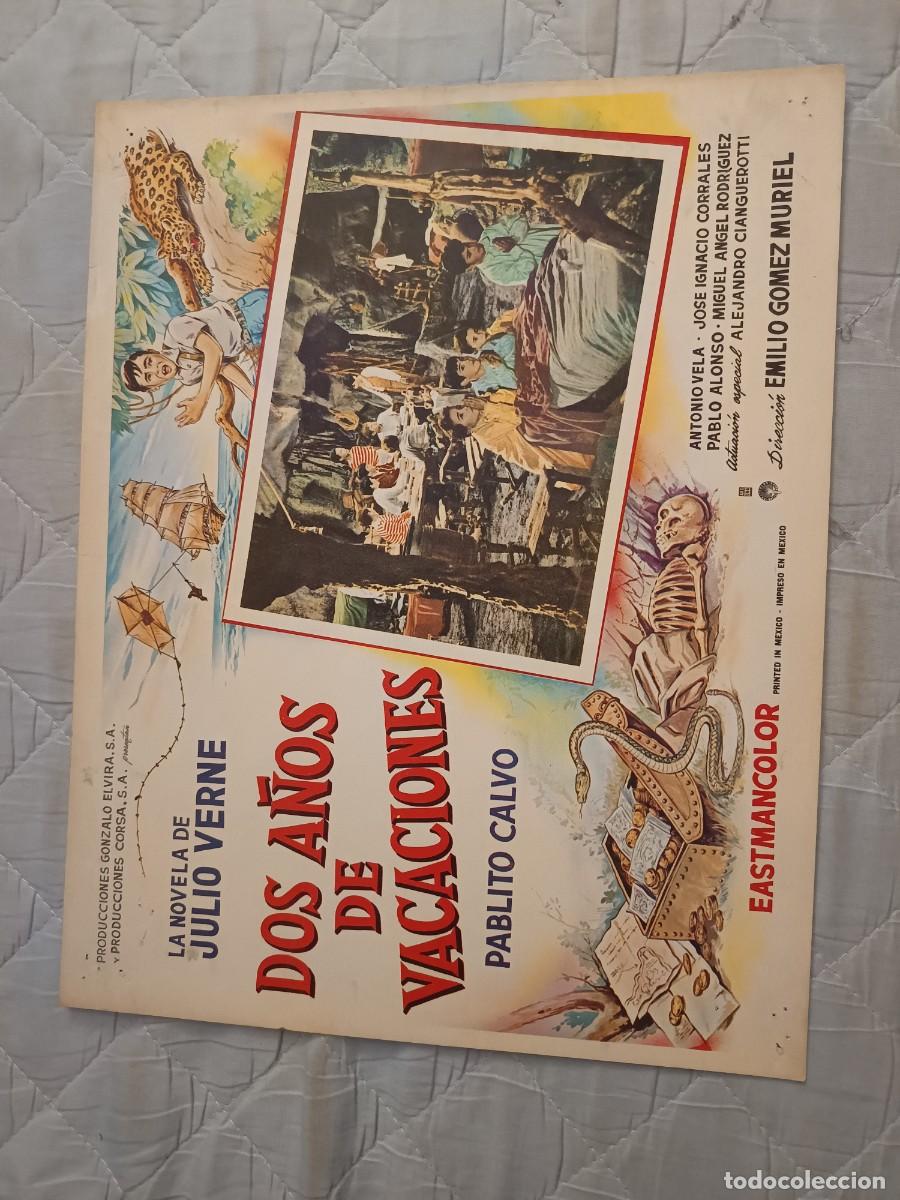 PRODUCCIONES GONZALO ELVIRA, S.A.
Y PRODUCCIONES CORSA, S.A. presentan
LA NOVELA DE
JULIO VERNE
DOS AÑOS
DE
VACACIONES
PABLITO CALVO
ANTONIO VELA · JOSE IGNACIO CORRALES
PABLO ALONSO · MIGUEL ANGEL RODRIGUEZ
Actuación especial ALEJANDRO CIANGUEROTTI
Dirección EMILIO GOMEZ MURIEL
EASTMANCOLOR
PRINTED IN MEXICO - IMPRESO EN MEXICO
todocoleccion